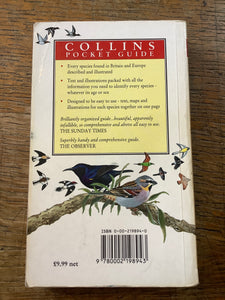 COLLINS
POCKET GUIDE
• Every species found in Britain and Europe
described and illustrated
• Text and illustrations packed with all the
information you need to identify every species -
whatever its age or sex
• Designed to be easy to use - text, maps and
illustrations for each species together on one page
Brilliantly organized guide...beautiful, apparently
infallible, as comprehensive and above all easy to use.
THE SUNDAY TIMES
Superbly handy and comprehensive guide.
THE OBSERVER
ISBN 0-00-219894-0
£9.99 net
9 780002 198943